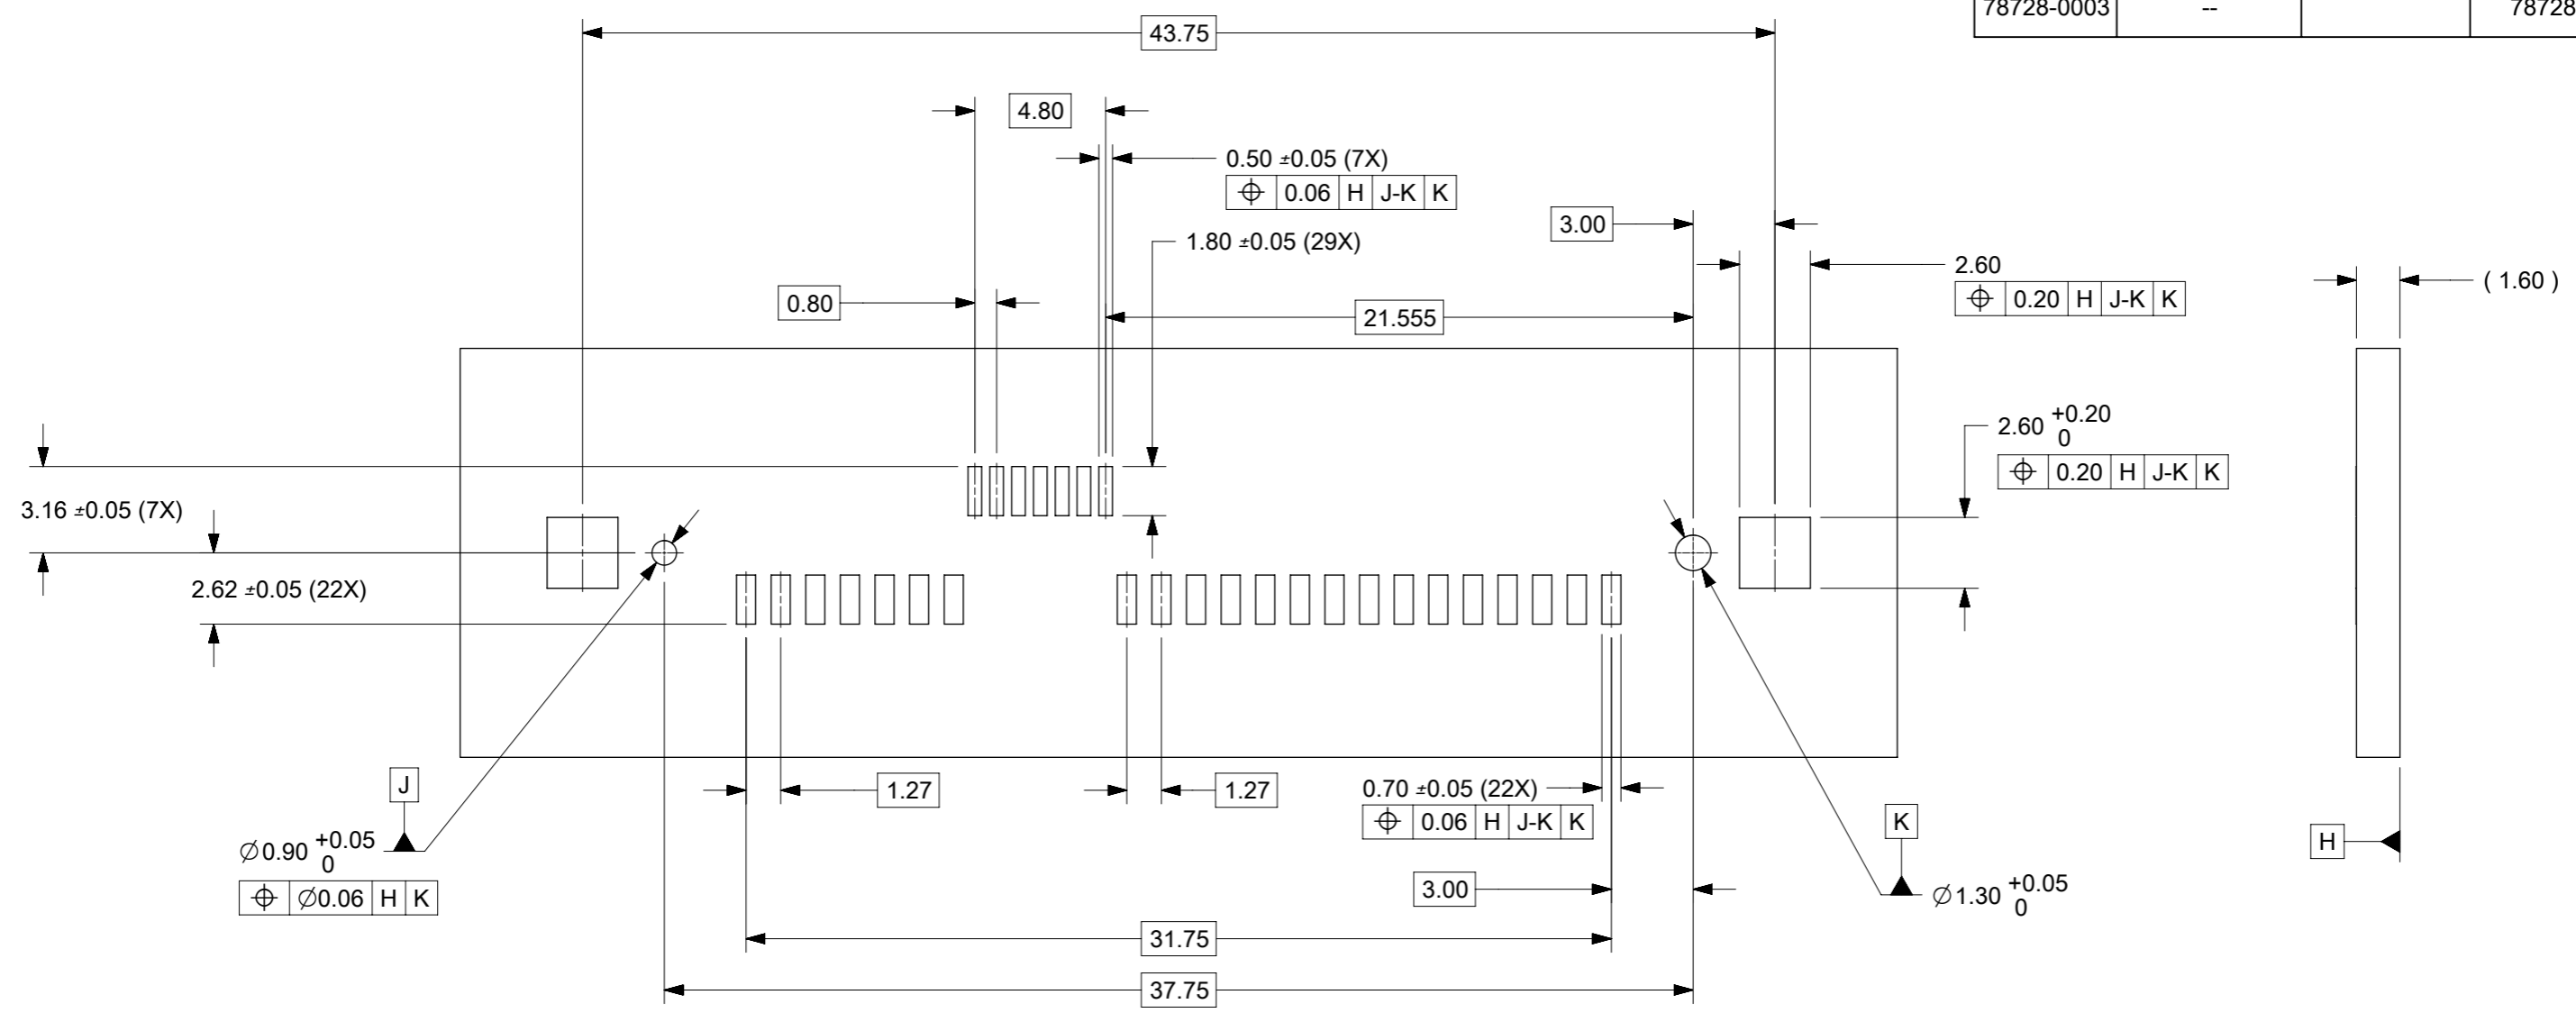 78728-0003 -- 78728
43.75
4.80
0.50 ±0.05 (7X)
⌖ 0.06 H J-K K
3.00
1.80 ±0.05 (29X)
2.60
⌖ 0.20 H J-K K
( 1.60 )
0.80
21.555
2.60 +0.20
0
⌖ 0.20 H J-K K
3.16 ±0.05 (7X)
2.62 ±0.05 (22X)
J
1.27
1.27
0.70 ±0.05 (22X)
⌖ 0.06 H J-K K
K
H
∅0.90 +0.05
0
⌖ ∅0.06 H K
3.00
∅1.30 +0.05
0
31.75
37.75